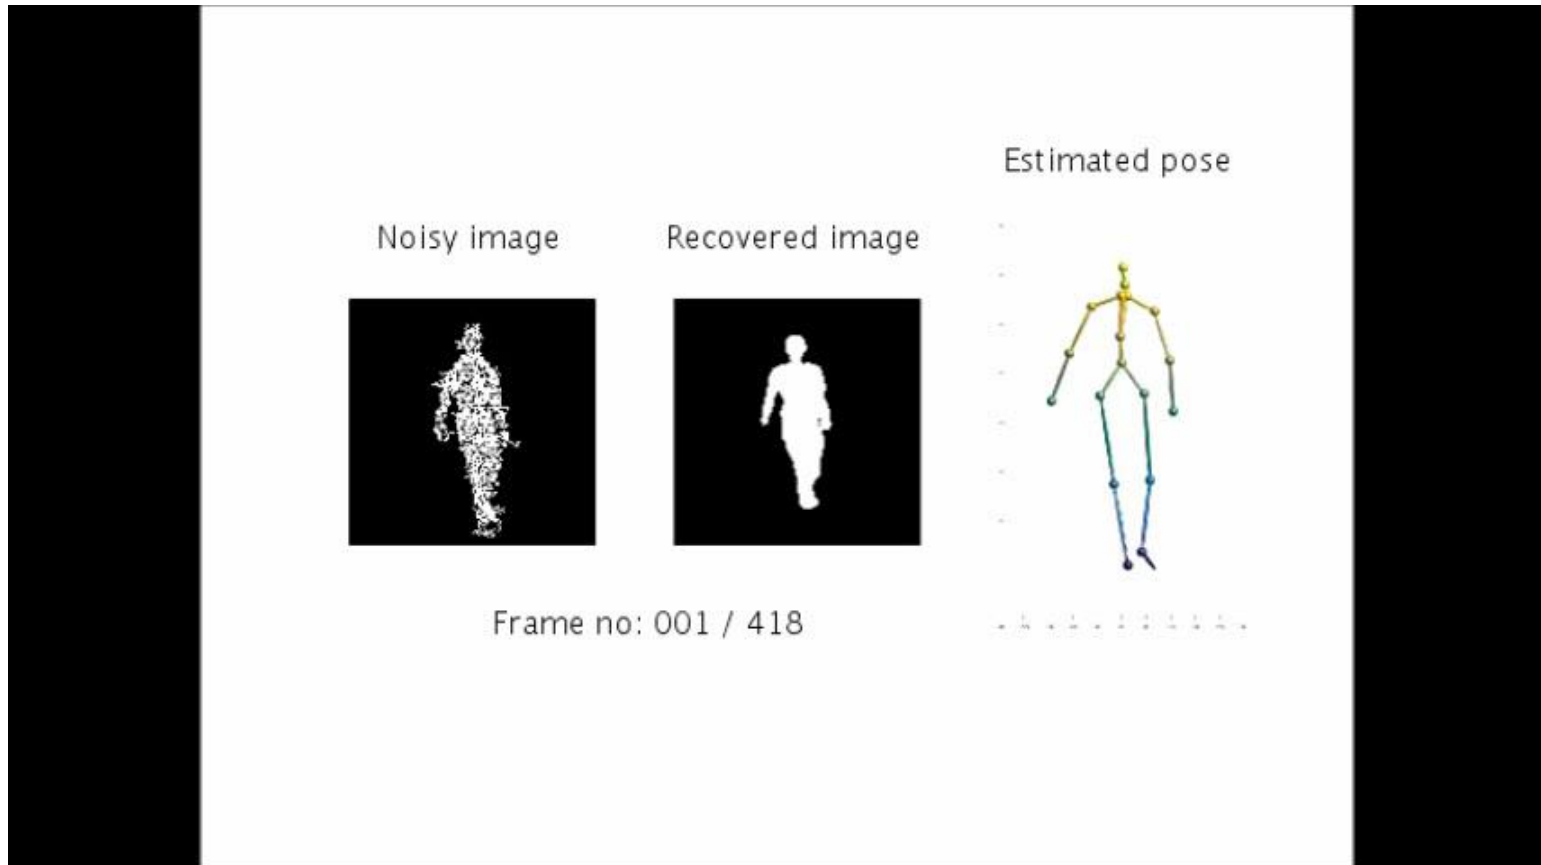 Estimated pose
Noisy image
Recovered image
Frame no: 001 / 418